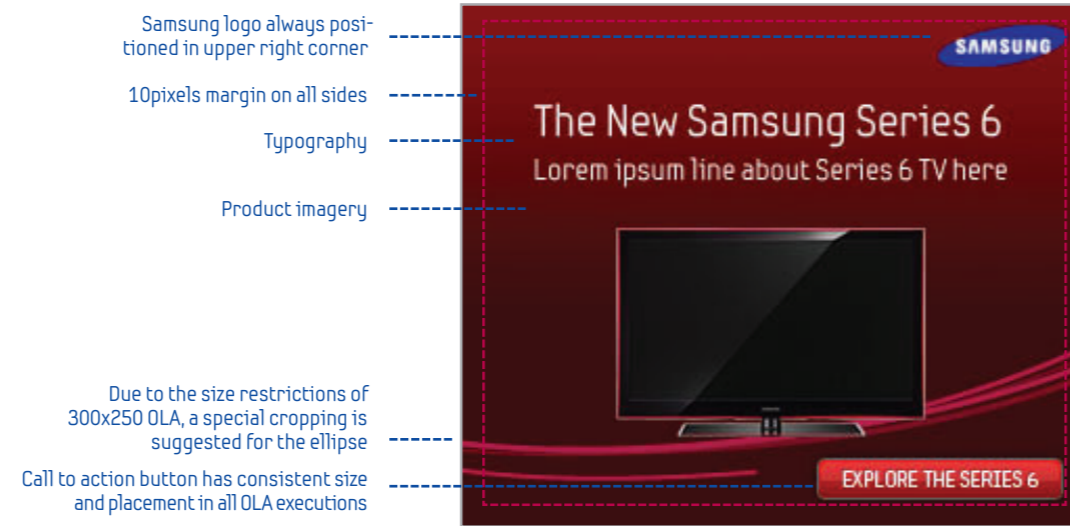 Samsung logo always posi-
tioned in upper right corner
10pixels margin on all sides
Typography
Product imagery
Due to the size restrictions of
300x250 OLA, a special cropping is
suggested for the ellipse
Call to action button has consistent size
and placement in all OLA executions
SAMSUNG
The New Samsung Series 6
Lorem ipsum line about Series 6 TV here
EXPLORE THE SERIES 6